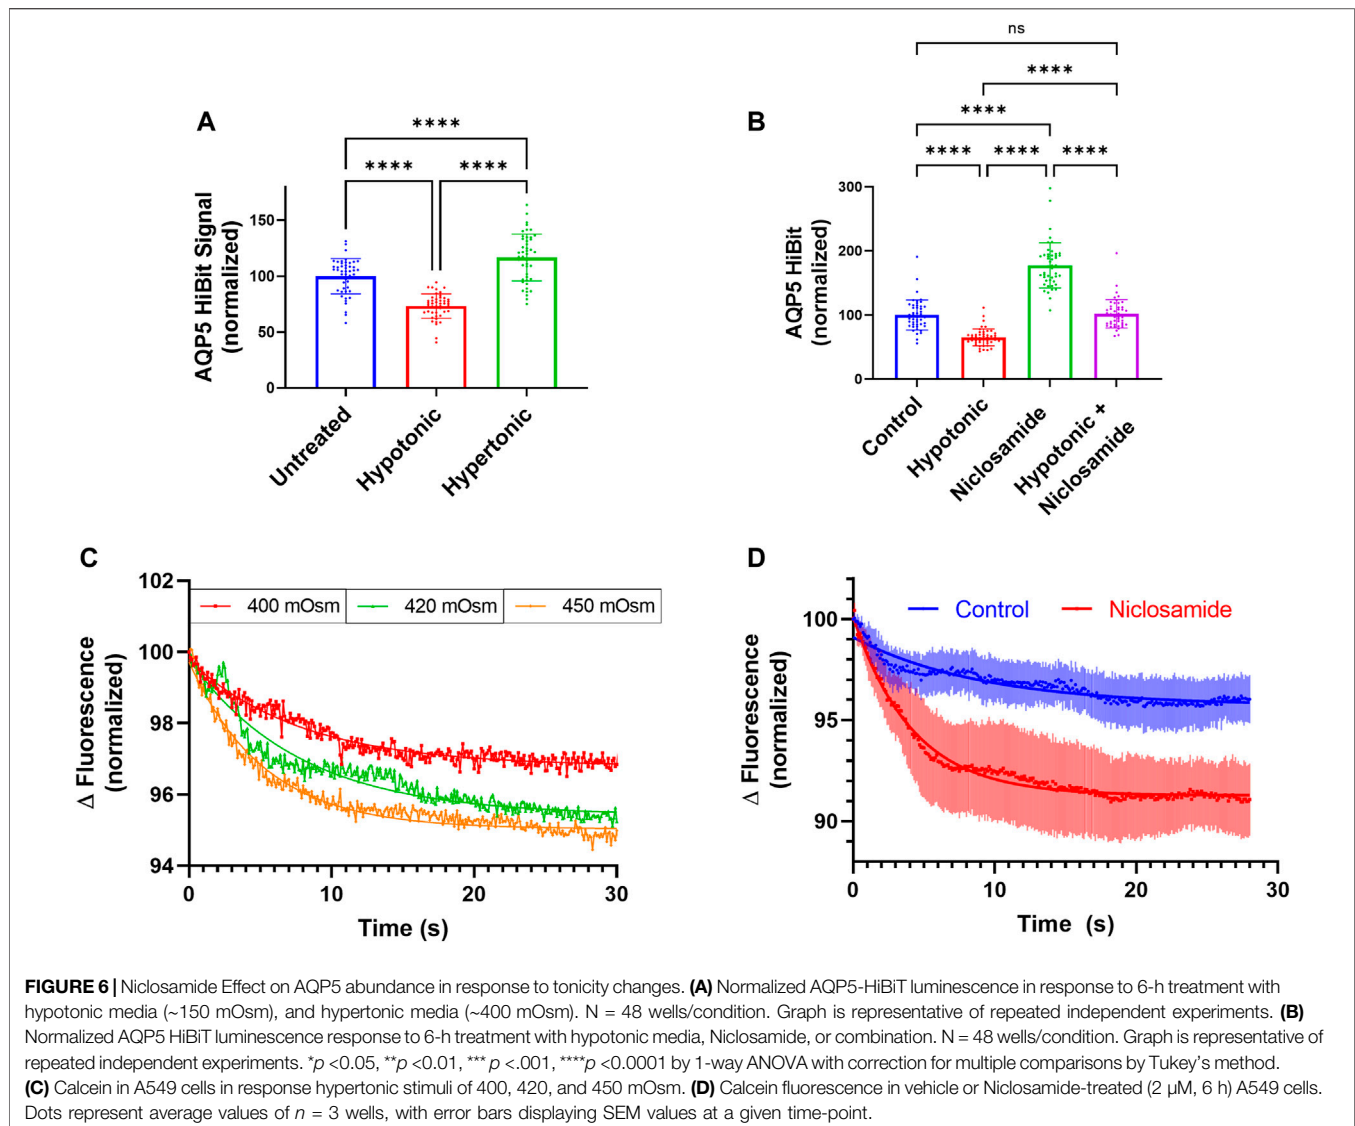 A
****
****
****
AQP5 HiBit Signal
(normalized)
150
100
50
0
Untreated
Hypotonic
Hypertonic
B
ns
****
****
****
****
****
AQP5 HiBit
(normalized)
300
200
100
0
Control
Hypotonic
Niclosamide
Hypotonic +
Niclosamide
C
102
100
98
96
94
400 mOsm
420 mOsm
450 mOsm
Δ Fluorescence
(normalized)
0
10
20
30
Time (s)
D
100
95
90
Control
Niclosamide
Δ Fluorescence
(normalized)
0
10
20
30
Time (s)
FIGURE 6 | Niclosamide Effect on AQP5 abundance in response to tonicity changes. (A) Normalized AQP5-HiBiT luminescence in response to 6-h treatment with
hypotonic media (~150 mOsm), and hypertonic media (~400 mOsm). N = 48 wells/condition. Graph is representative of repeated independent experiments. (B)
Normalized AQP5 HiBiT luminescence response to 6-h treatment with hypotonic media, Niclosamide, or combination. N = 48 wells/condition. Graph is representative of
repeated independent experiments. *p <0.05, **p <0.01, ***p <.001, ****p <0.0001 by 1-way ANOVA with correction for multiple comparisons by Tukey's method.
(C) Calcein in A549 cells in response hypertonic stimuli of 400, 420, and 450 mOsm. (D) Calcein fluorescence in vehicle or Niclosamide-treated (2 µM, 6 h) A549 cells.
Dots represent average values of n = 3 wells, with error bars displaying SEM values at a given time-point.